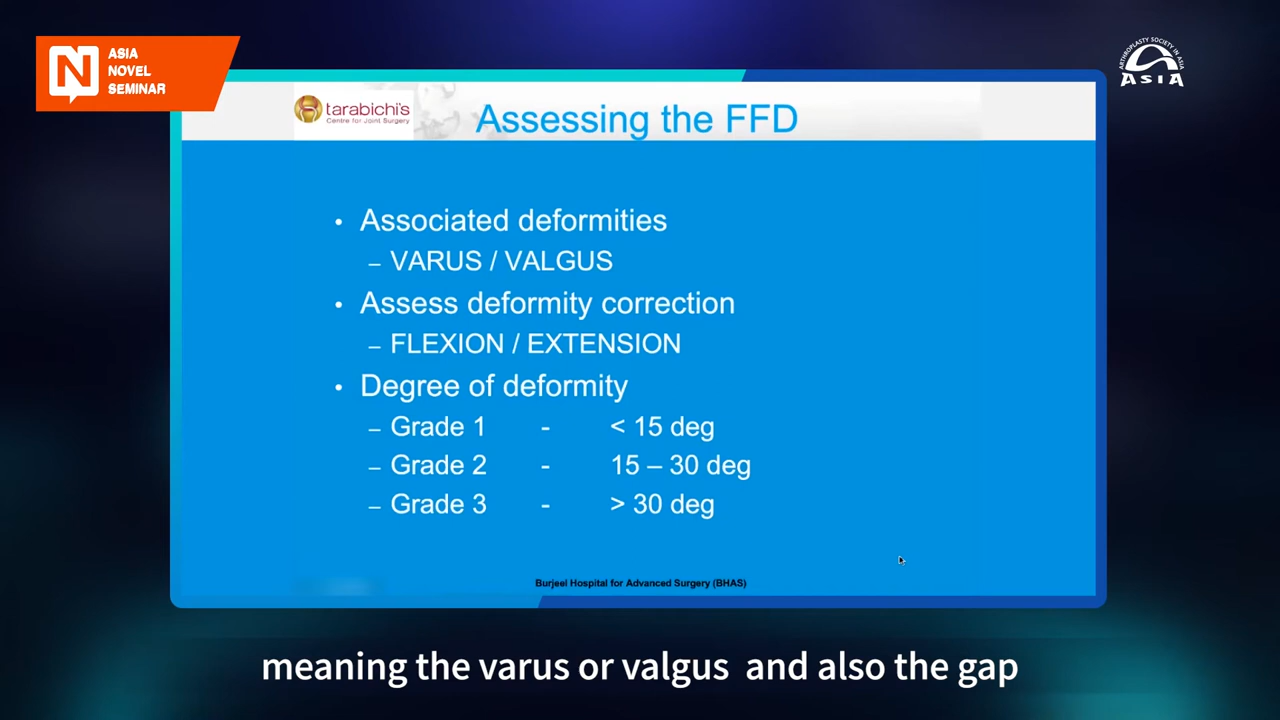 ASIA
NOVEL
SEMINAR
ARTHROPLASTY SOCIETY IN ASIA
ASIA
tarabichi's
Centre for Joint Surgery
Assessing the FFD
• Associated deformities
– VARUS / VALGUS
• Assess deformity correction
– FLEXION / EXTENSION
• Degree of deformity
– Grade 1 - < 15 deg
– Grade 2 - 15 – 30 deg
– Grade 3 - > 30 deg
Burjeel Hospital for Advanced Surgery (BHAS)
meaning the varus or valgus and also the gap